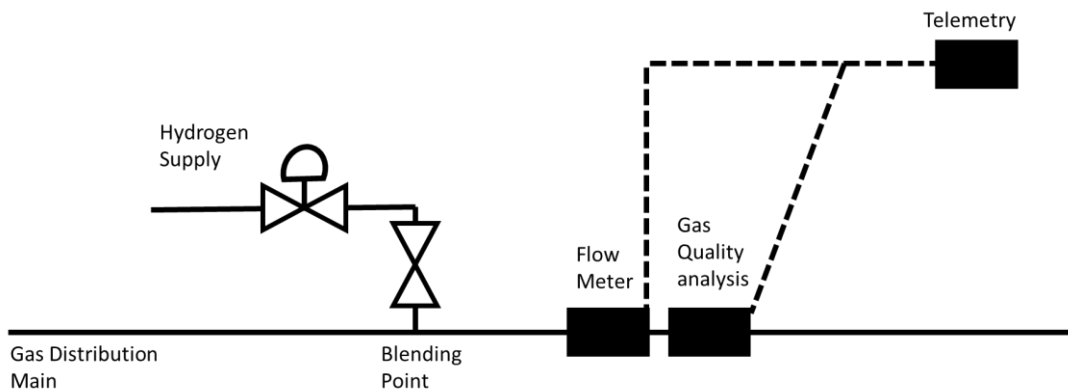 Telemetry
Hydrogen
Supply
Gas
Quality
analysis
Flow
Meter
Gas Distribution
Main
Blending
Point